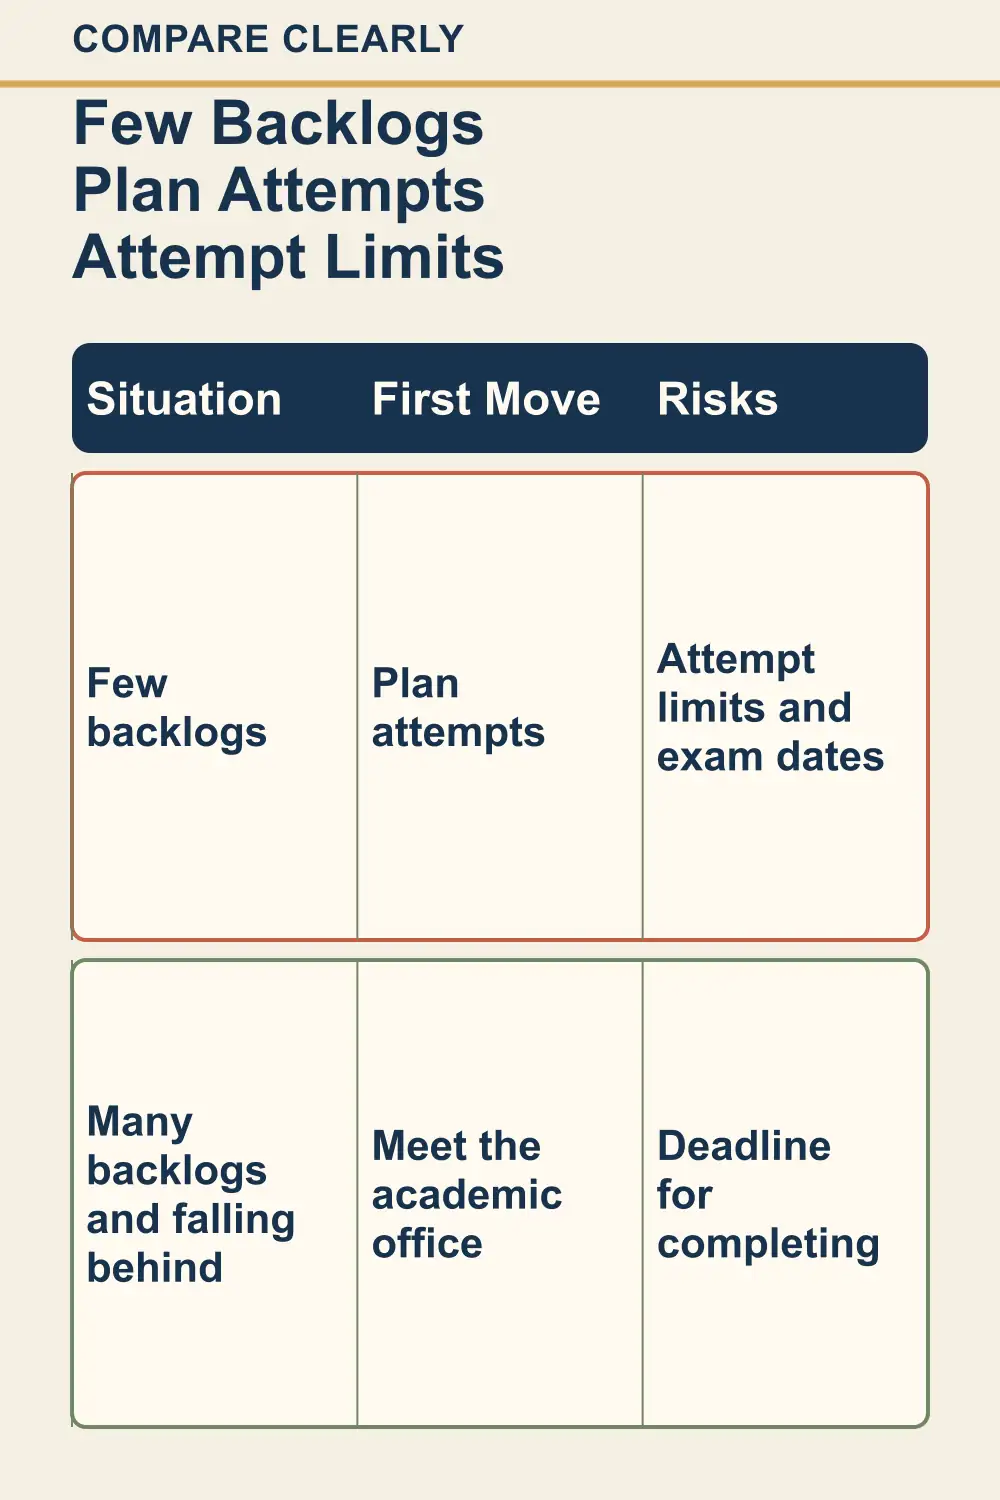 COMPARE CLEARLY
Few Backlogs
Plan Attempts
Attempt Limits
Situation First Move Risks
Few
backlogs
Plan
attempts
Attempt
limits and
exam dates
Many
backlogs
and falling
behind
Meet the
academic
office
Deadline
for
completing